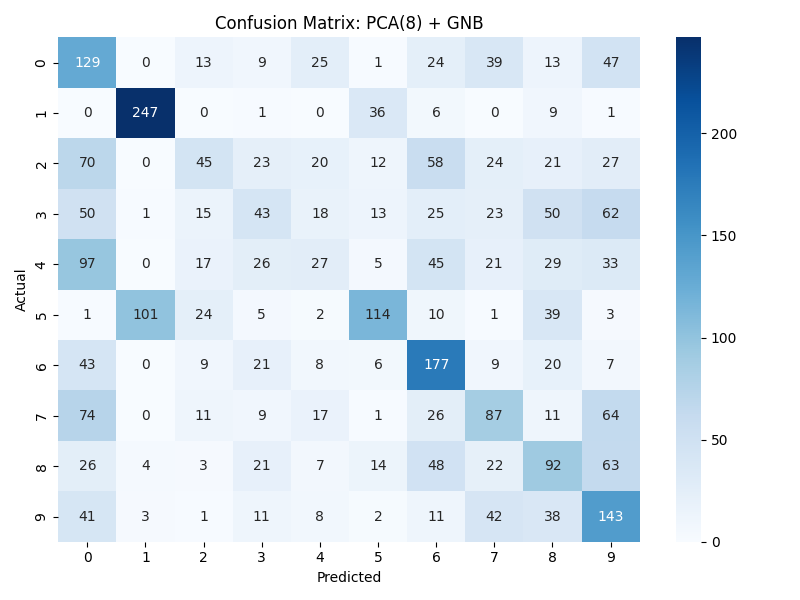 Confusion Matrix: PCA(8) + GNB
0 129 0 13 9 25 1 24 39 13 47
1 0 247 0 1 0 36 6 0 9 1
2 70 0 45 23 20 12 58 24 21 27
3 50 1 15 43 18 13 25 23 50 62
4 97 0 17 26 27 5 45 21 29 33
5 1 101 24 5 2 114 10 1 39 3
6 43 0 9 21 8 6 177 9 20 7
7 74 0 11 9 17 1 26 87 11 64
8 26 4 3 21 7 14 48 22 92 63
9 41 3 1 11 8 2 11 42 38 143
0 1 2 3 4 5 6 7 8 9
Predicted
Actual
200
150
100
50
0